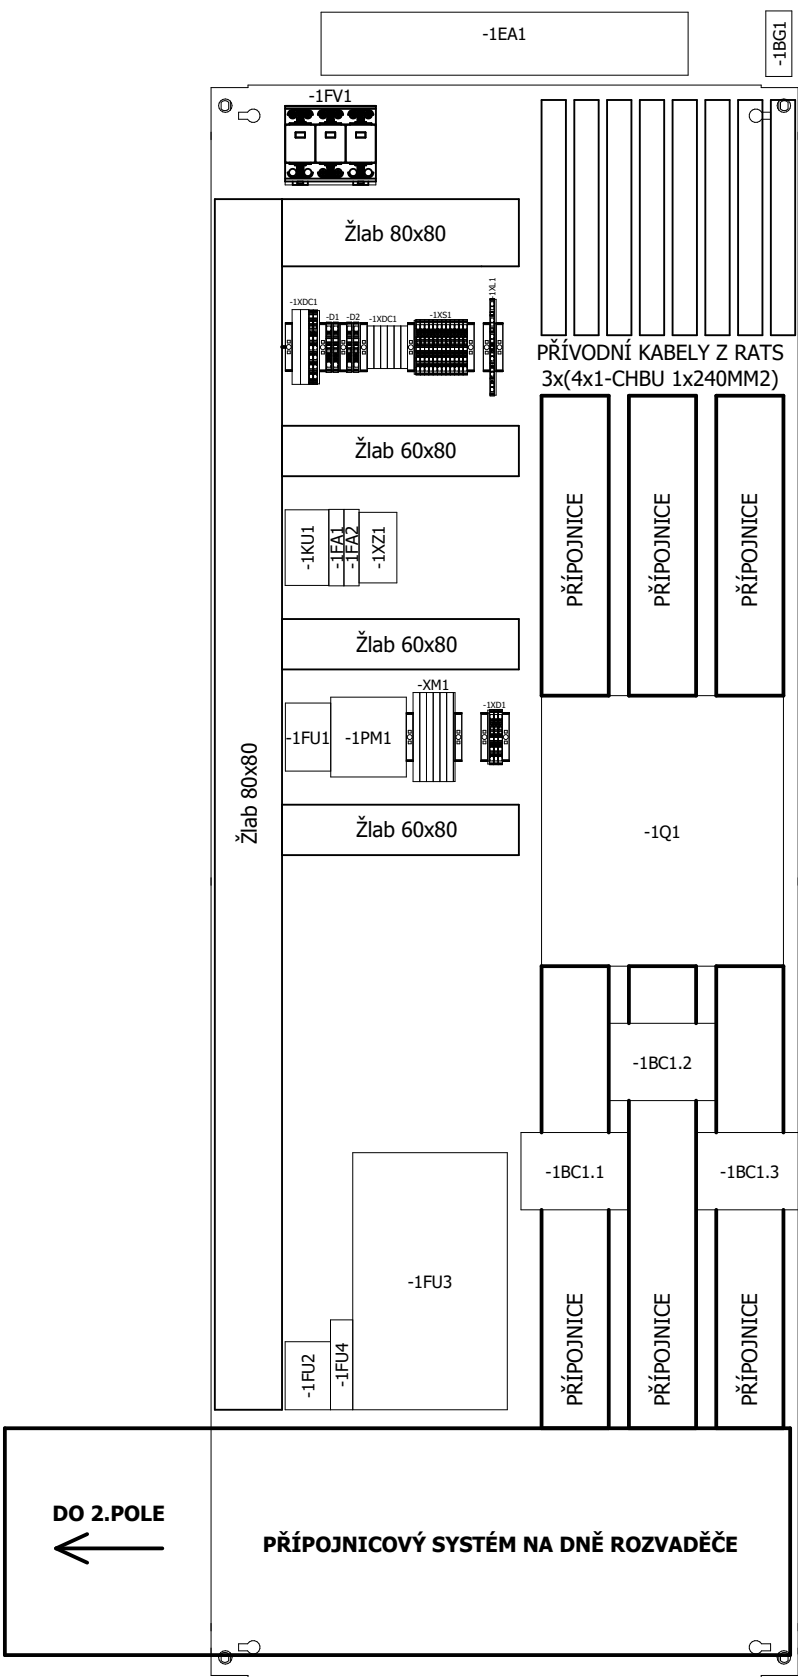 -1EA1
-1BG1
-1FV1
Žlab 80x80
-1XDC1
-D1
-D2
-1XDC1
-1XS1
-1XL1
PŘÍVODNÍ KABELY Z RATS
3x(4x1-CHBU 1x240MM2)
Žlab 60x80
PŘÍPOJNICE
PŘÍPOJNICE
PŘÍPOJNICE
-1KU1
-1FA1
-1FA2
-1XZ1
Žlab 60x80
-XM1
-1XD1
-1FU1
-1PM1
Žlab 80x80
Žlab 60x80
-1Q1
-1BC1.2
-1BC1.1
-1BC1.3
-1FU3
-1FU2
-1FU4
PŘÍPOJNICE
PŘÍPOJNICE
PŘÍPOJNICE
DO 2.POLE
PŘÍPOJNICOVÝ SYSTÉM NA DNĚ ROZVADĚČE